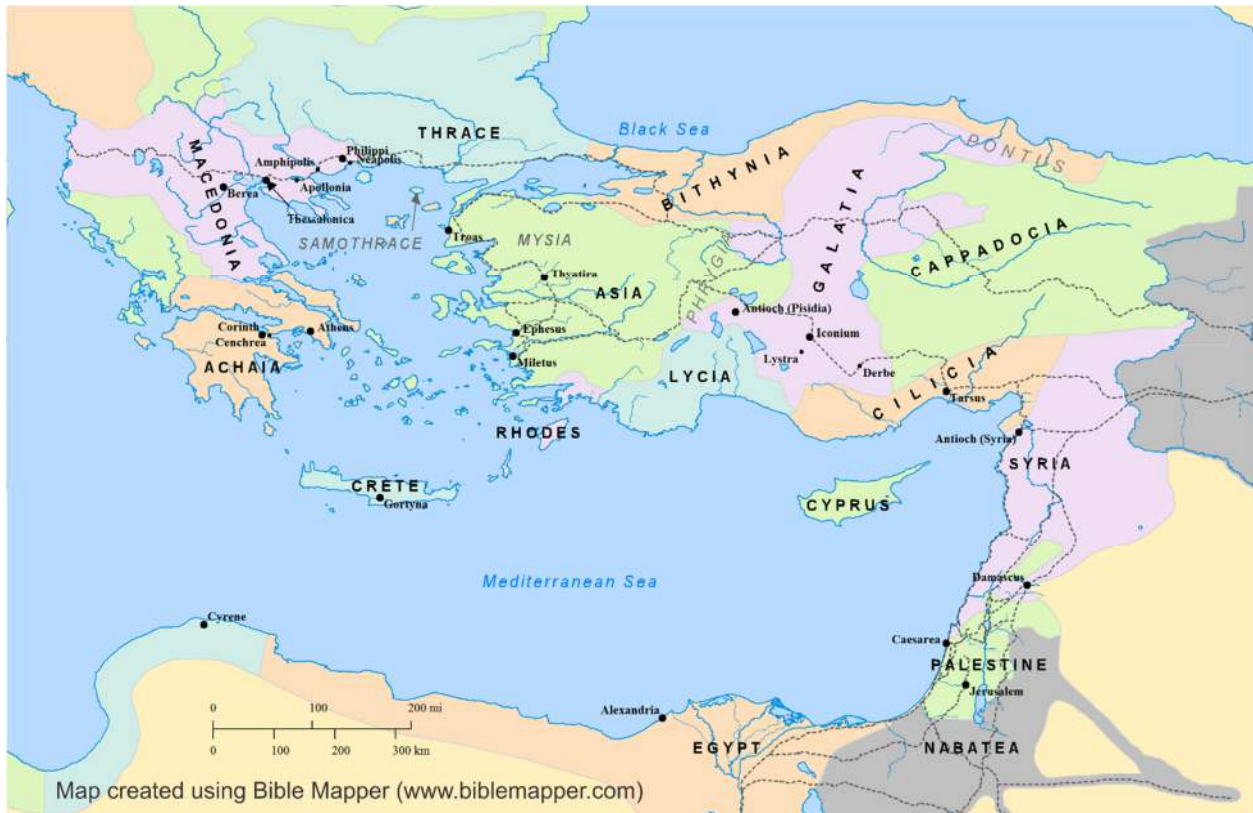 Black Sea
THRACE
PONTUS
BITHYNIA
Philippi
Neapolis
Amphipolis
Apollonia
MACEDONIA
Berea
Thessalonica
SAMOTHRACE
Troas
MYSIA
GALATIA
CAPPADOCIA
PHRYGIA
Thyatira
ASIA
Antioch (Pisidia)
Corinth
Athens
Cenchrea
Ephesus
Iconium
Lystra
Derbe
ACHAIA
Miletus
LYCIA
CILICIA
Tarsus
RHODES
Antioch (Syria)
SYRIA
CRETE
Gortyna
CYPRUS
Mediterranean Sea
Damascus
Cyrene
Caesarea
PALESTINE
Jerusalem
Alexandria
EGYPT
NABATEA
0 100 200 mi
0 100 200 300 km
Map created using Bible Mapper (www.biblemapper.com)